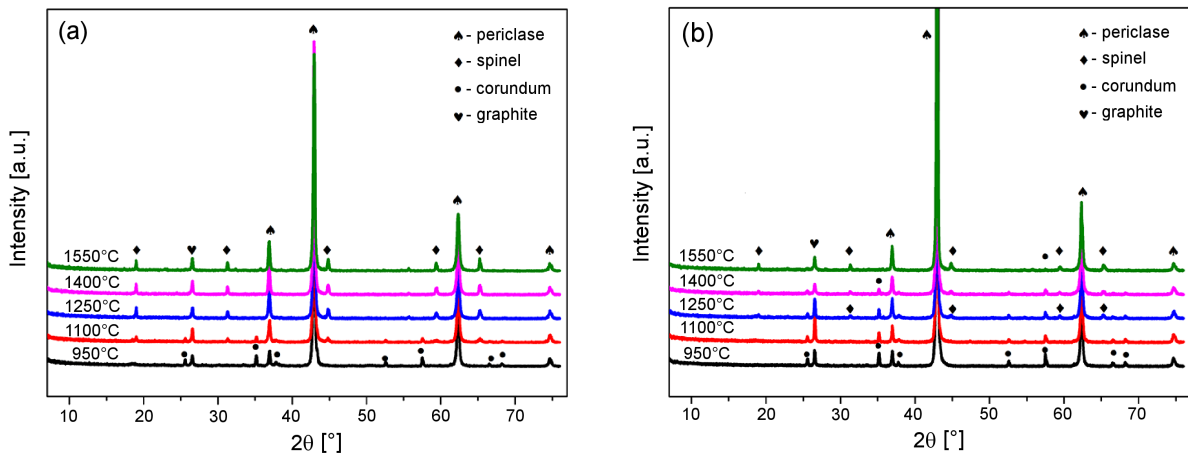 (a)
♠ - periclase
♦ - spinel
● - corundum
♥ - graphite
Intensity [a.u.]
1550°C
1400°C
1250°C
1100°C
950°C
10 20 30 40 50 60 70
2θ [°]
(b)
♠ - periclase
♦ - spinel
● - corundum
♥ - graphite
Intensity [a.u.]
1550°C
1400°C
1250°C
1100°C
950°C
10 20 30 40 50 60 70
2θ [°]